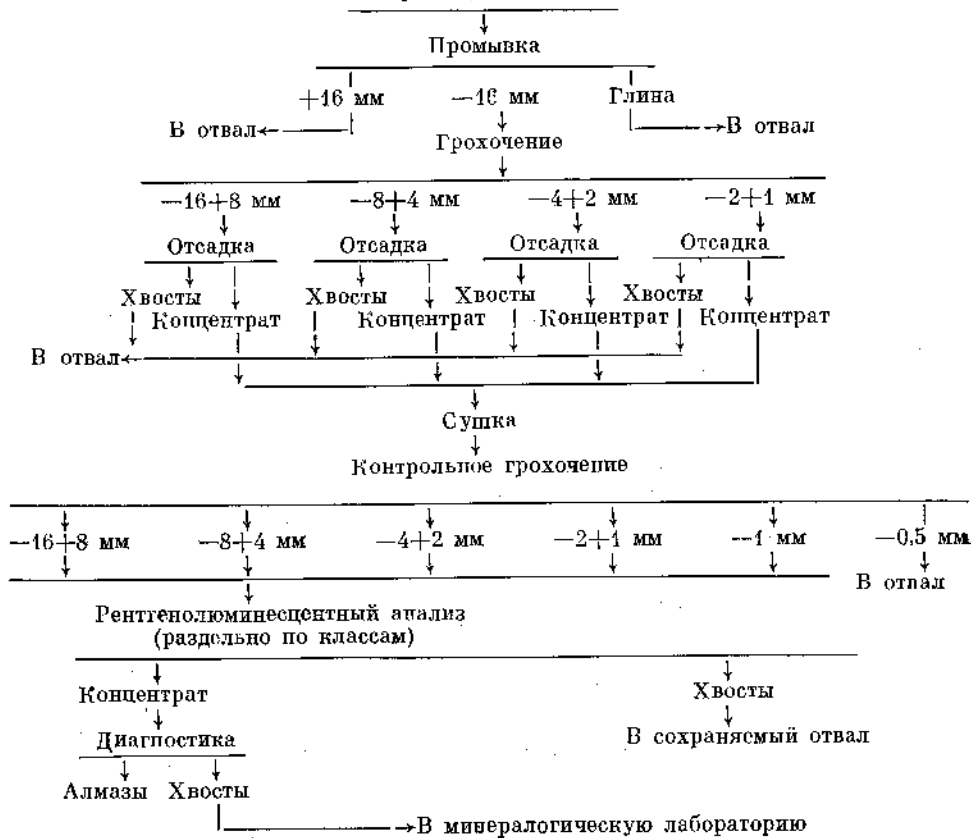 Промывка
+16 мм —16 мм Глина
В отвал В отвал
Грохочение
—16+8 мм —8+4 мм —4+2 мм —2+1 мм
Отсадка Отсадка Отсадка Отсадка
Хвосты Хвосты Хвосты Хвосты
Концентрат Концентрат Концентрат Концентрат
В отвал
Сушка
Контрольное грохочение
—16+8 мм —8+4 мм —4+2 мм —2+1 мм —1 мм —0,5 мм
В отвал
Рентгенолюминесцентный анализ
(раздельно по классам)
Концентрат Хвосты
Диагностика В сохраняемый отвал
Алмазы Хвосты
В минералогическую лабораторию